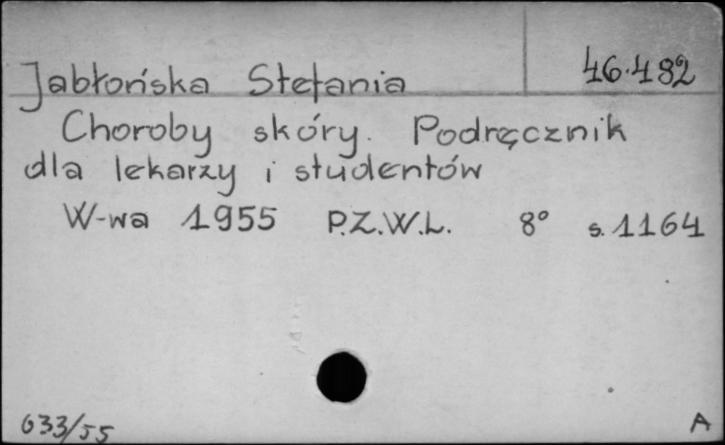 46.482
Jabłońska Stefania
Choroby skóry. Podręcznik
dla lekarzy i studentów
W-wa 1955 P.Z.W.L. 8° s. 1164
633/55
A